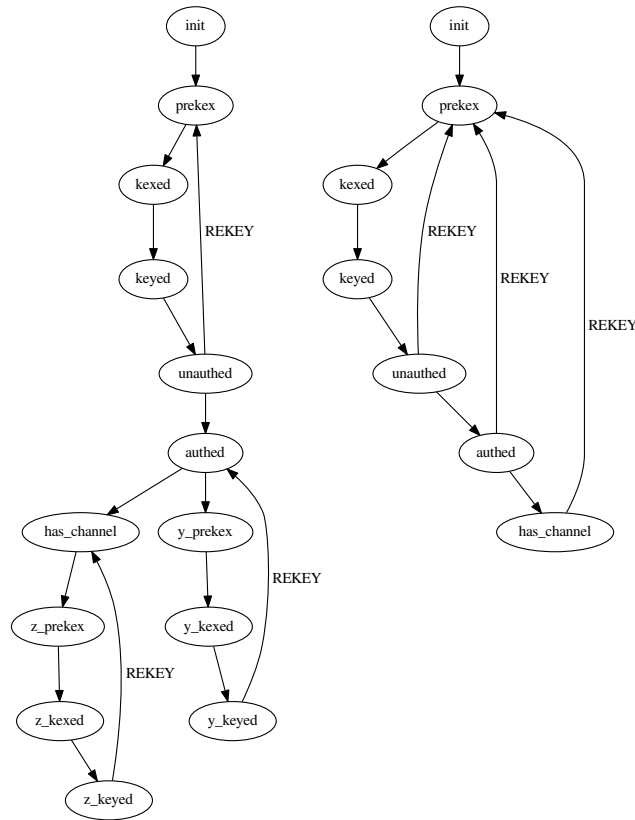 init
prekex
kexed
REKEY
keyed
unauthed
authed
has_channel
y_prekex
z_prekex
y_kexed
REKEY
REKEY
z_kexed
y_keyed
z_keyed
init
prekex
kexed
REKEY
keyed
REKEY
REKEY
unauthed
authed
has_channel